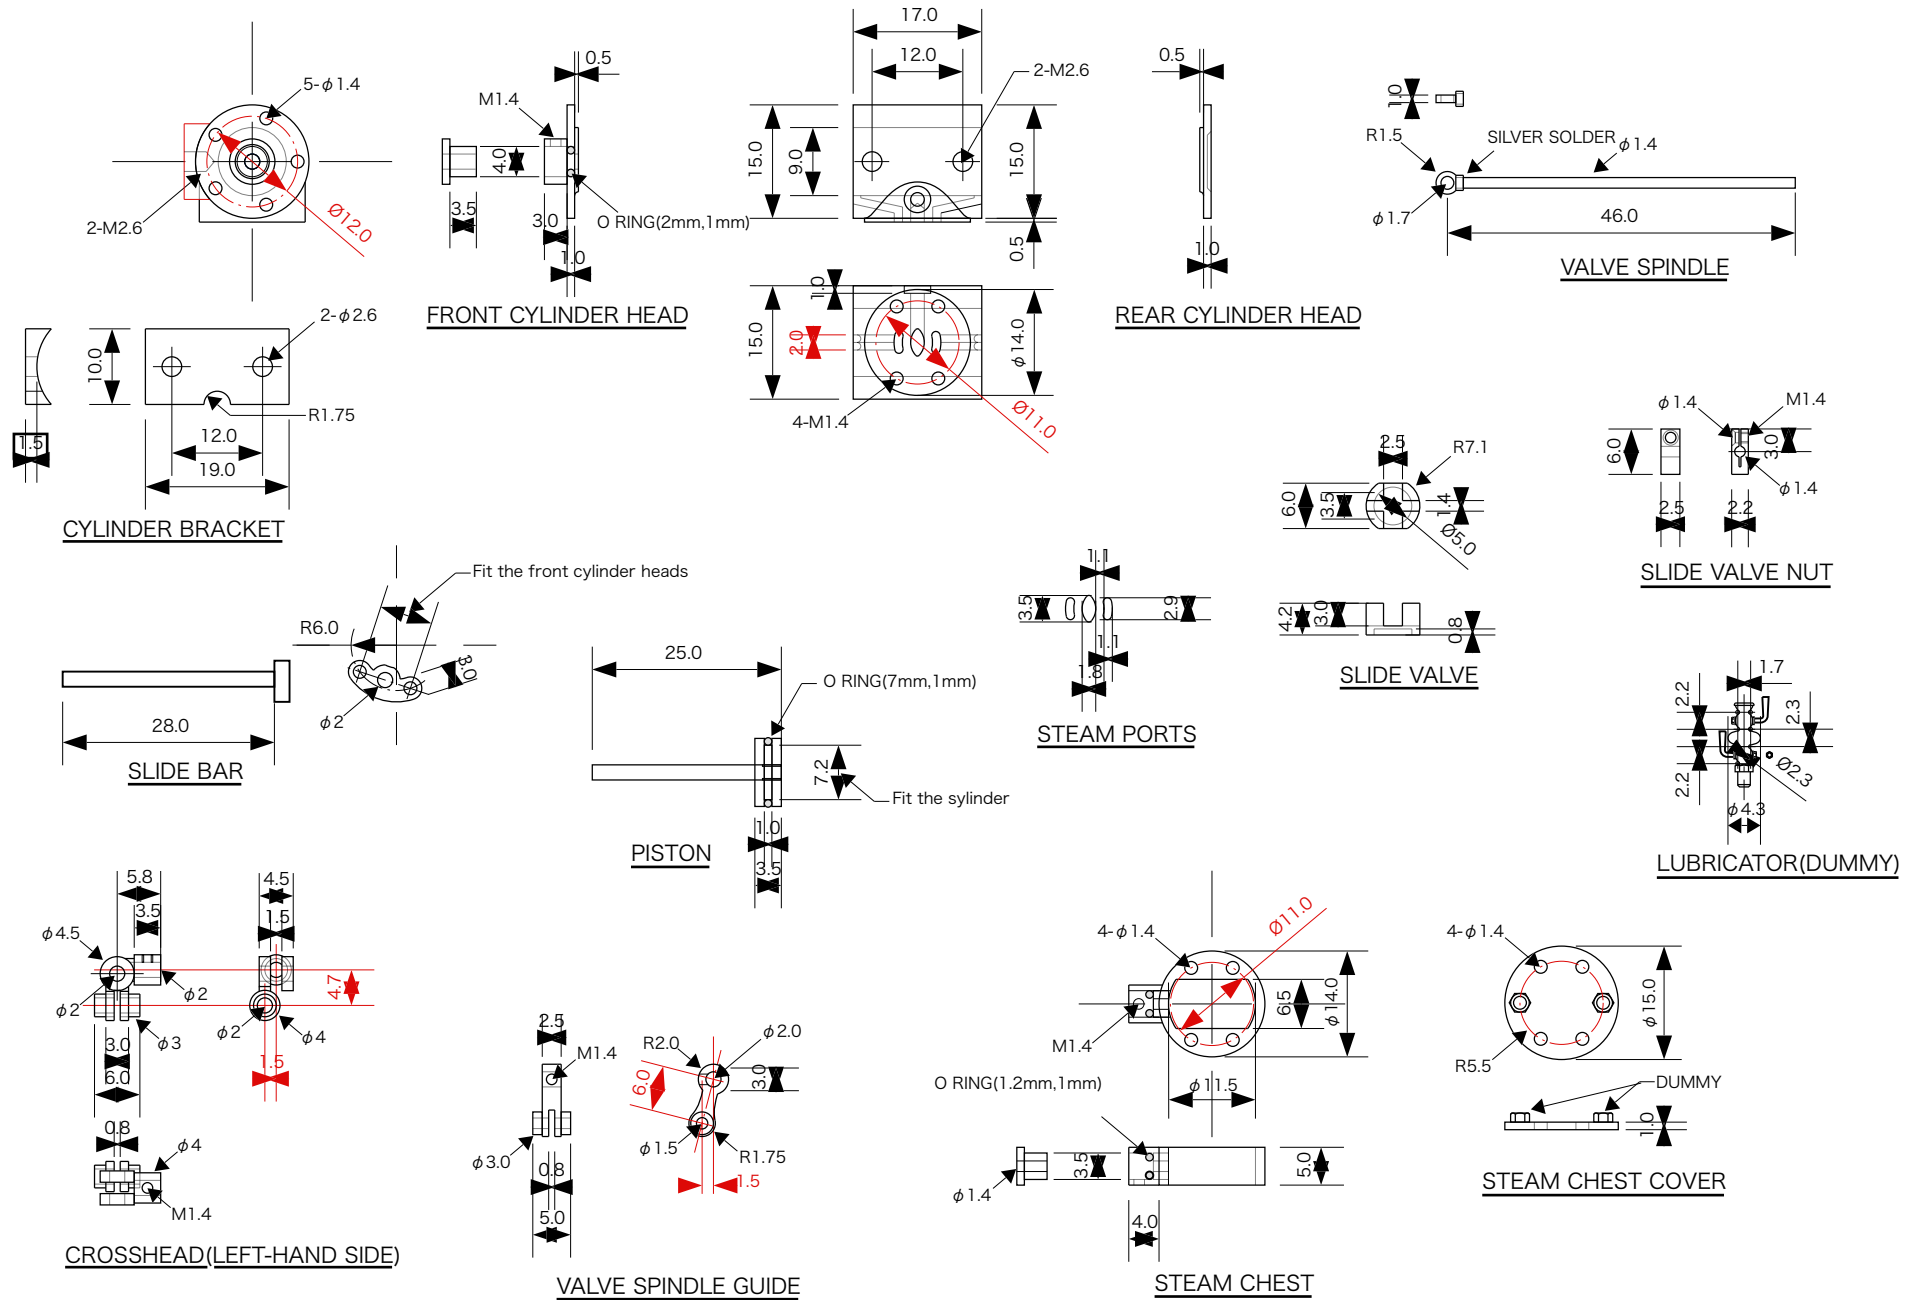 5-φ1.4
2-M2.6
Ø12.0
M1.4
0.5
4.0
3.5
3.0
O RING(2mm,1mm)
1.0
FRONT CYLINDER HEAD
17.0
12.0
2-M2.6
15.0
9.0
15.0
0.5
1.0
15.0
2.0
φ14.0
4-M1.4
Ø11.0
0.5
1.0
REAR CYLINDER HEAD
1.0
R1.5
SILVER SOLDER
φ1.4
φ1.7
46.0
VALVE SPINDLE
10.0
2-φ2.6
R1.75
1.5
12.0
19.0
CYLINDER BRACKET
2.5
R7.1
6.0
3.5
1.4
Ø5.0
4.2
3.0
0.8
SLIDE VALVE
φ1.4
M1.4
6.0
3.0
φ1.4
2.5
2.2
SLIDE VALVE NUT
Fit the front cylinder heads
R6.0
3.0
φ2
28.0
SLIDE BAR
25.0
O RING(7mm,1mm)
7.2
Fit the sylinder
1.0
3.5
PISTON
1.1
3.5
2.9
1.1
1.8
STEAM PORTS
1.7
2.2
2.3
2.2
Ø2.3
φ4.3
LUBRICATOR(DUMMY)
5.8
3.5
φ4.5
φ2
φ2
φ3
3.0
6.0
4.5
1.5
4.7
φ2
φ4
1.5
0.8
φ4
M1.4
CROSSHEAD(LEFT-HAND SIDE)
2.5
M1.4
φ3.0
0.8
5.0
R2.0
φ2.0
6.0
3.0
φ1.5
R1.75
1.5
VALVE SPINDLE GUIDE
4-φ1.4
Ø11.0
6.5
φ14.0
M1.4
O RING(1.2mm,1mm)
φ11.5
3.5
φ1.4
5.0
4.0
STEAM CHEST
4-φ1.4
φ15.0
R5.5
DUMMY
1.0
STEAM CHEST COVER